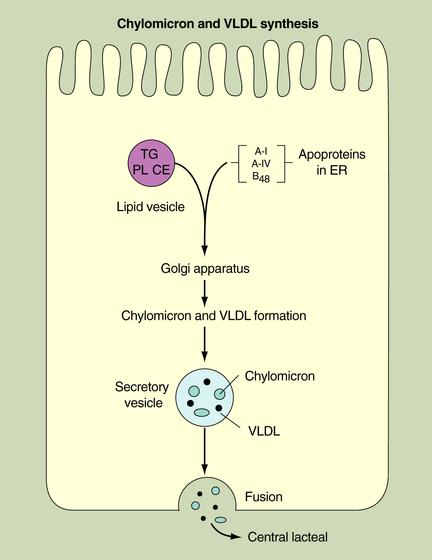 Chylomicron and VLDL synthesis
TG
PL CE
A-I
A-IV
B48
Apoproteins
in ER
Lipid vesicle
Golgi apparatus
Chylomicron and VLDL formation
Chylomicron
Secretory
vesicle
VLDL
Fusion
Central lacteal